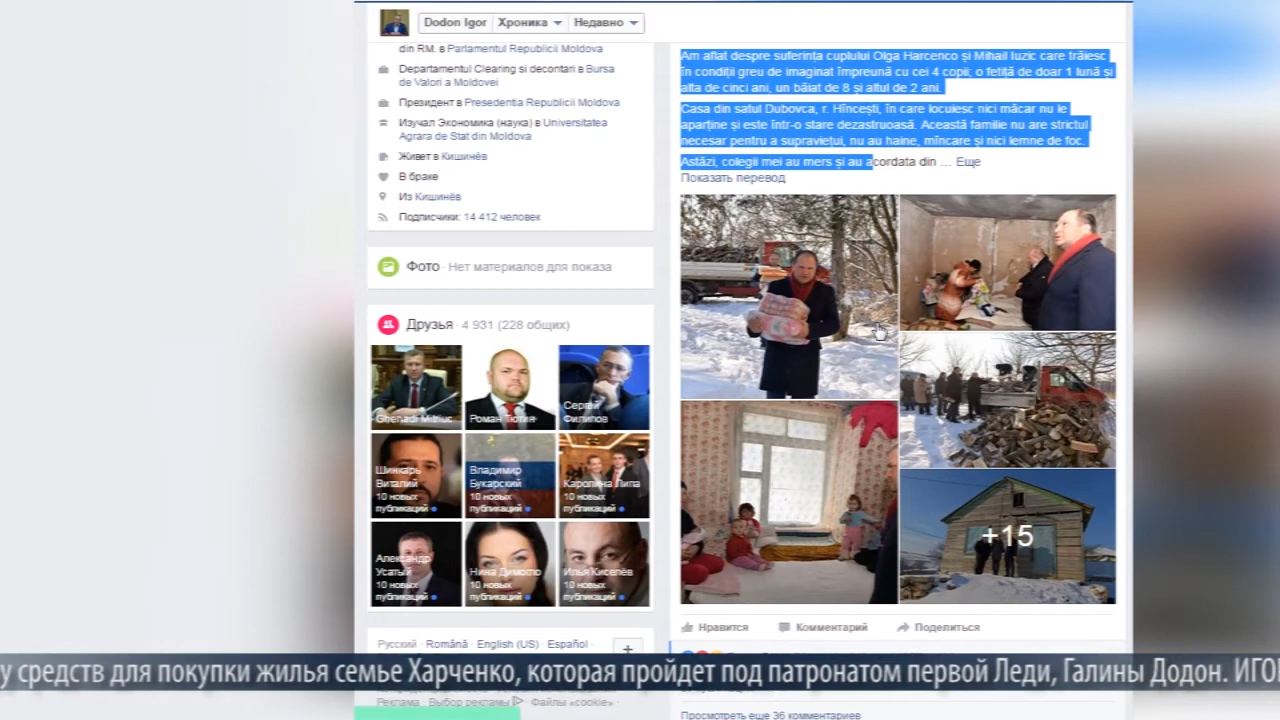 Dodon Igor
Хроника
Недавно
din RM. в Parlamentul Republicii Moldova
Departamentul Clearing si decontari в Bursa
de Valori a Moldovei
Президент в Presedentia Republicii Moldova
Изучал Экономика (наука) в Universitatea
Agrara de Stat din Moldova
Живет в Кишинёв
В браке
Из Кишинёв
Подписчики: 14 412 человек
Фото · Нет материалов для показа
Друзья · 4 931 (228 общих)
Ghenadi Mitriuc
Роман Тютин
Сергей
Филипов
Шинкарь
Виталий
10 новых
публикаций
Владимир
Букарский
10 новых
публикаций
Каролина Липа
10 новых
публикаций
Александр
Усатый
10 новых
публикаций
Нина Димогло
10 новых
публикаций
Илья Киселёв
10 новых
публикаций
Русский · Română · English (US) · Español ·
+
Реклама · Выбор рекламы · Файлы «cookie» ·
Am aflat despre suferința cuplului Olga Harcenco și Mihail Iuzic care trăiesc
în condiții greu de imaginat împreună cu cei 4 copii; o fetiță de doar 1 lună și
alta de cinci ani, un băiat de 8 și altul de 2 ani.
Casa din satul Dubovca, r. Hîncești, în care locuiesc nici măcar nu le
aparține și este într-o stare dezastruoasă. Această familie nu are strictul
necesar pentru a supraviețui, nu au haine, mîncare și nici lemne de foc.
Astăzi, colegii mei au mers și au acordata din ... Еще
Показать перевод
+15
Нравится
Комментарий
Поделиться
у средств для покупки жилья семье Харченко, которая пройдет под патронатом первой Леди, Галины Додон. ИГО
Просмотреть еще 36 комментариев